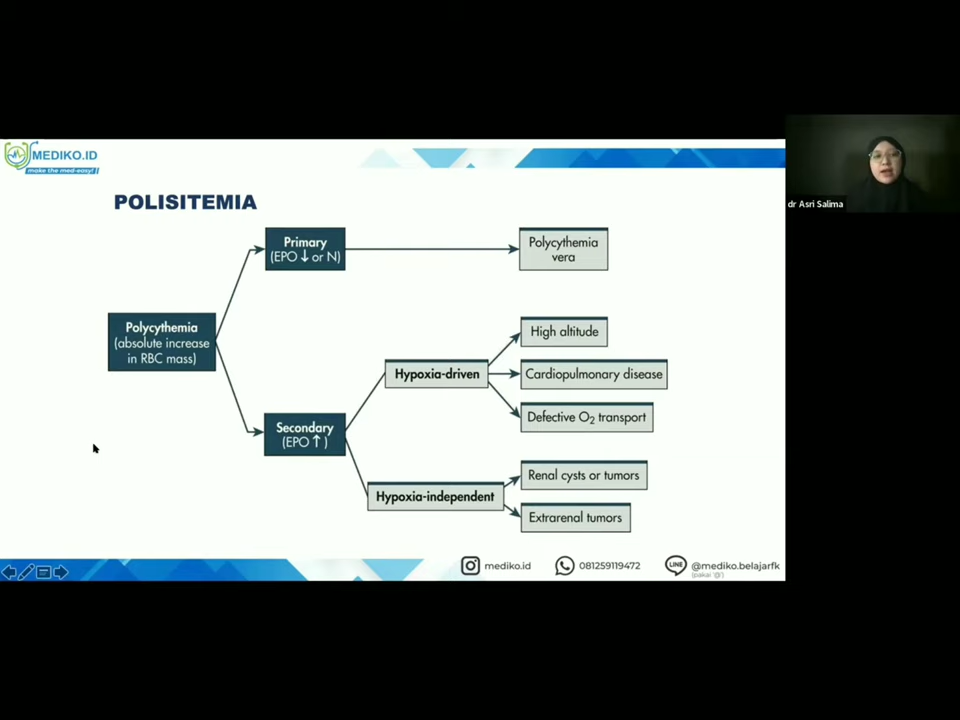 MEDIKO.ID
make the med-easy!
POLISITEMIA
Primary
(EPO ↓ or N)
Polycythemia
vera
Polycythemia
(absolute increase
in RBC mass)
High altitude
Hypoxia-driven
Cardiopulmonary disease
Defective O₂ transport
Secondary
(EPO ↑ )
Renal cysts or tumors
Hypoxia-independent
Extrarenal tumors
mediko.id
081259119472
LINE
@mediko.belajarfk
(pakai '@')
dr Asri Salima